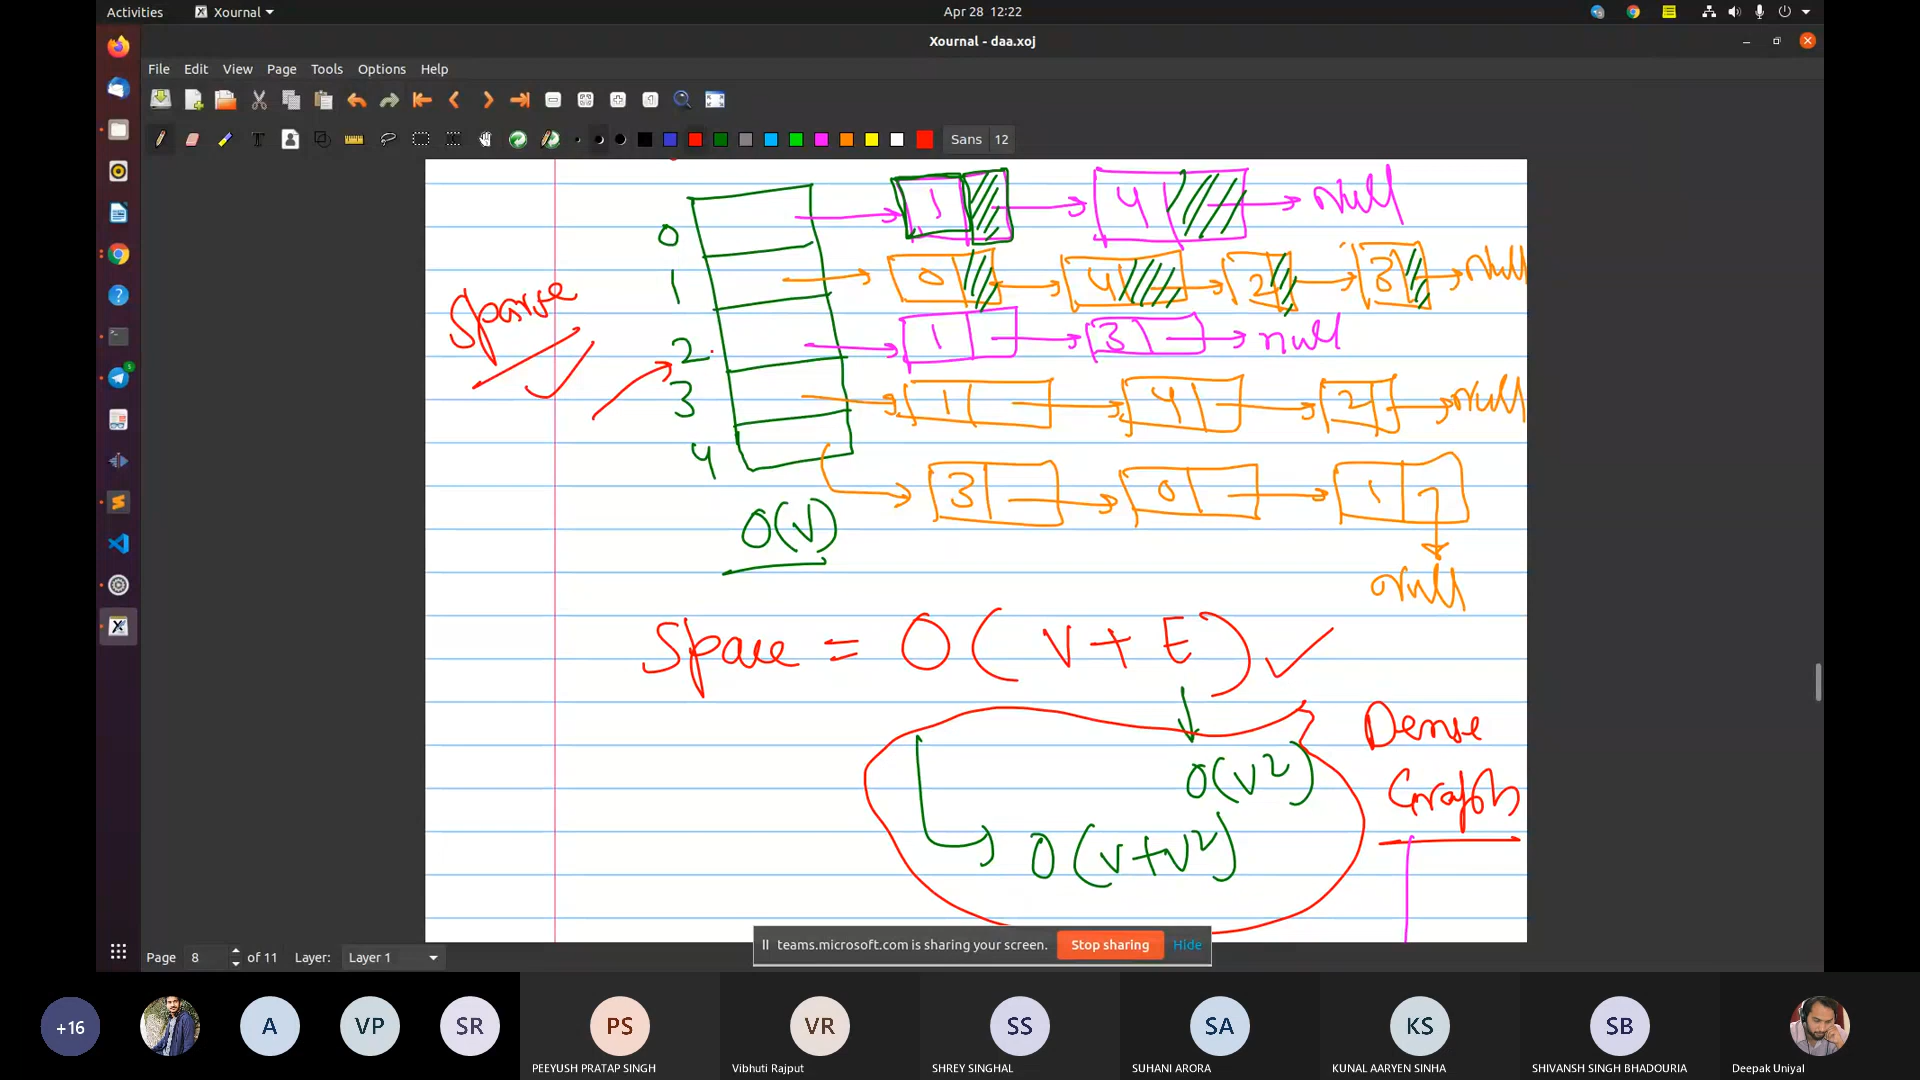 Activities Xournal Apr 28 12:22
Xournal - daa.xoj
File Edit View Page Tools Options Help
Sans 12
0 1 4 Null
1 0 4 2 3 Null
Sparse
2 1 3 null
3 1 4 2 Null
4 3 0 1
O(V)
Null
Space = O( V + E )
Dense
O(V²)
Graph
O(V+V²)
teams.microsoft.com is sharing your screen. Stop sharing Hide
Page 8 of 11 Layer: Layer 1
5
+16 A VP SR PS VR SS SA KS SB
PEEYUSH PRATAP SINGH Vibhuti Rajput SHREY SINGHAL SUHANI ARORA KUNAL AARYEN SINHA SHIVANSH SINGH BHADOURIA Deepak Uniyal